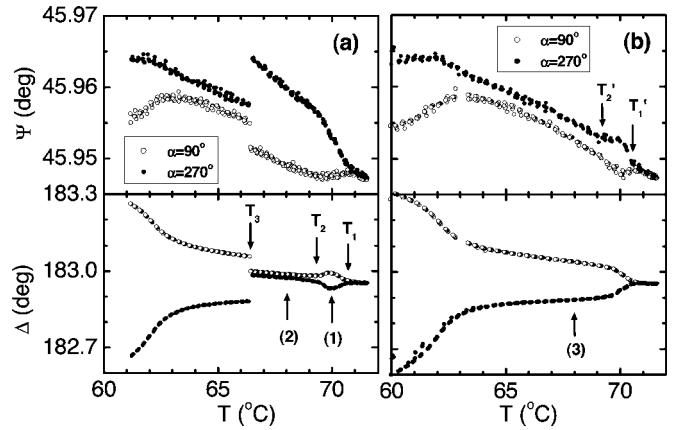 45.97
45.96
45.95
183.3
183.0
182.7
Ψ (deg)
Δ (deg)
(a)
α=90°
α=270°
T₃
T₂
T₁
(2)
(1)
60 65 70
T (°C)
(b)
α=90°
α=270°
T₂'
T₁'
(3)
60 65 70
T (°C)